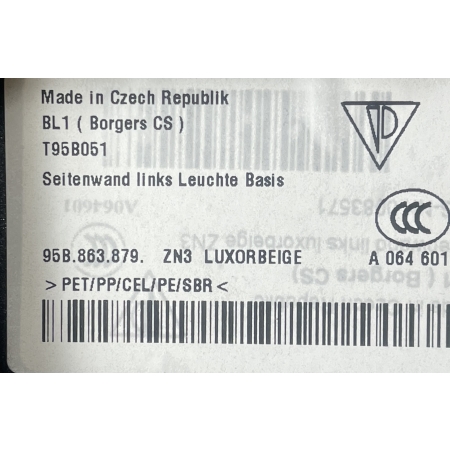 Made in Czech Republik
BL1 ( Borgers CS )
T95B051
Seitenwand links Leuchte Basis
95B.863.879. ZN3 LUXORBEIGE A 064 601
> PET/PP/CEL/PE/SBR <